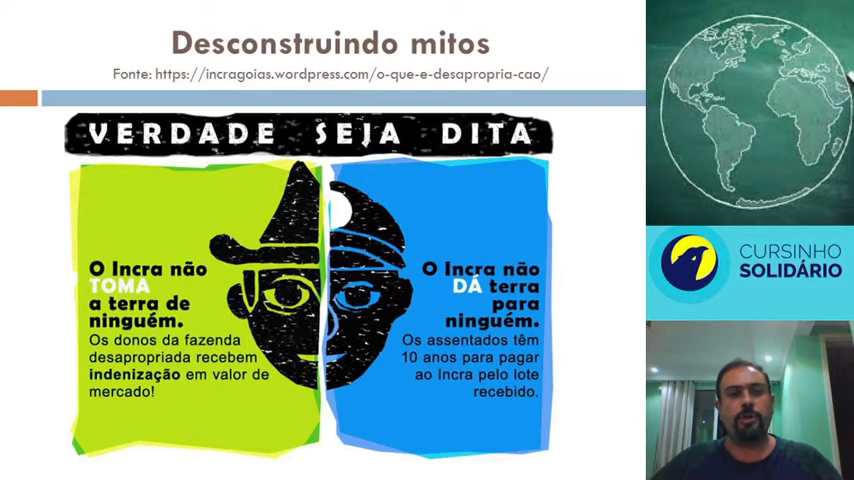 Desconstruindo mitos
Fonte: https://incragoias.wordpress.com/o-que-e-desapropria-cao/
VERDADE SEJA DITA
O Incra não
TOMA
a terra de
ninguém.
Os donos da fazenda
desapropriada recebem
indenização em valor de
mercado!
O Incra não
DÁ terra
para
ninguém.
Os assentados têm
10 anos para pagar
ao Incra pelo lote
recebido.
CURSINHO
SOLIDÁRIO